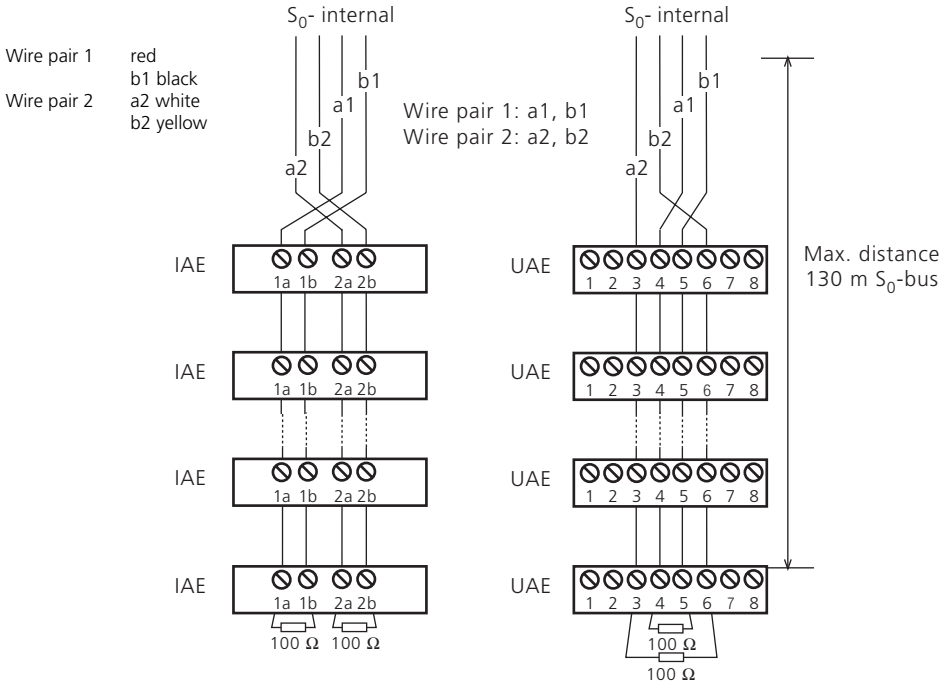 S0- internal
S0- internal
Wire pair 1 red
b1 black
Wire pair 2 a2 white
b2 yellow
b1
a1
b2
a2
Wire pair 1: a1, b1
Wire pair 2: a2, b2
b1
a1
b2
a2
Max. distance
130 m S0-bus
IAE
1a 1b 2a 2b
UAE
1 2 3 4 5 6 7 8
IAE
1a 1b 2a 2b
UAE
1 2 3 4 5 6 7 8
IAE
1a 1b 2a 2b
UAE
1 2 3 4 5 6 7 8
IAE
1a 1b 2a 2b
100 Ω 100 Ω
UAE
1 2 3 4 5 6 7 8
100 Ω
100 Ω